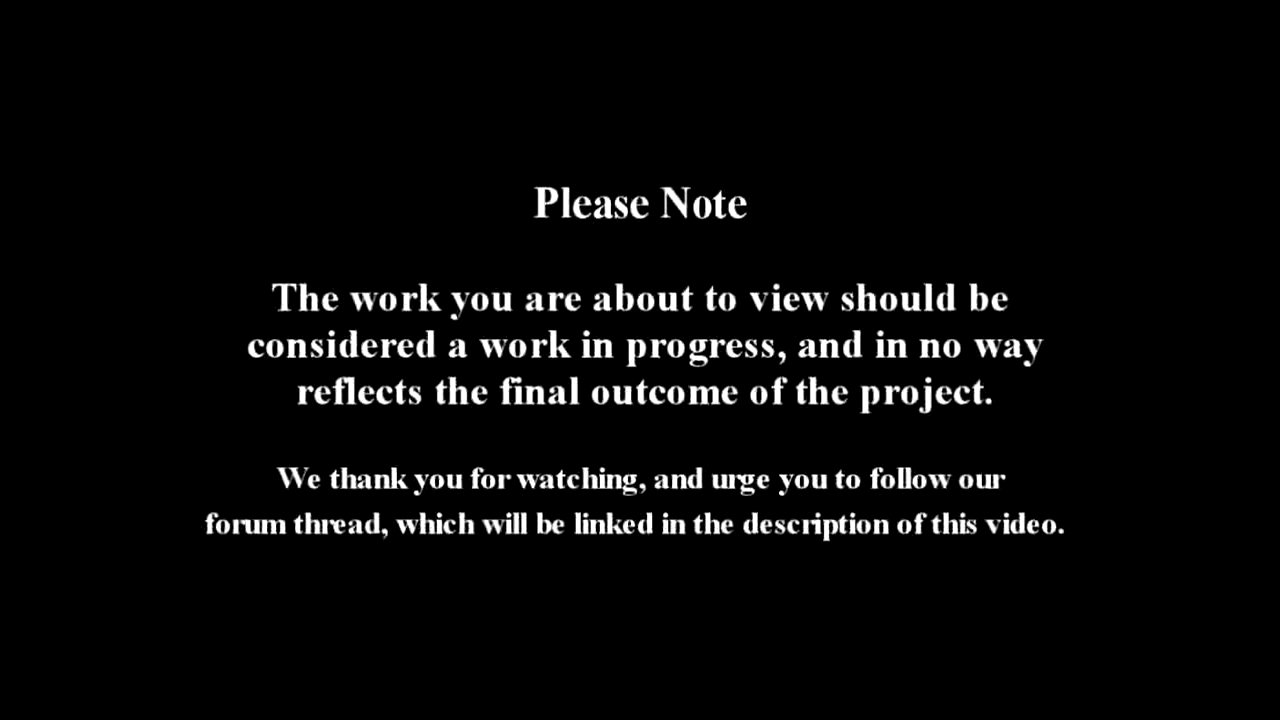 Please Note
The work you are about to view should be
considered a work in progress, and in no way
reflects the final outcome of the project.
We thank you for watching, and urge you to follow our
forum thread, which will be linked in the description of this video.